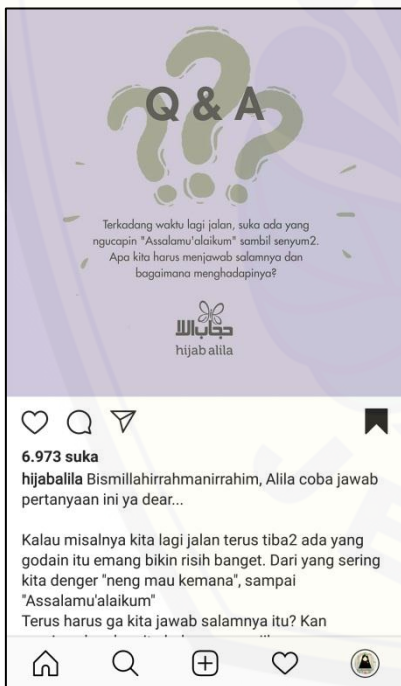 Q & A
Terkadang waktu lagi jalan, suka ada yang
ngucapin "Assalamu'alaikum" sambil senyum2.
Apa kita harus menjawab salamnya dan
bagaimana menghadapinya?
حجاب اللا
hijab alila
6.973 suka
hijabalila Bismillahirrahmanirrahim, Alila coba jawab
pertanyaan ini ya dear...
Kalau misalnya kita lagi jalan terus tiba2 ada yang
godain itu emang bikin risih banget. Dari yang sering
kita denger "neng mau kemana", sampai
"Assalamu'alaikum"
Terus harus ga kita jawab salamnya itu? Kan